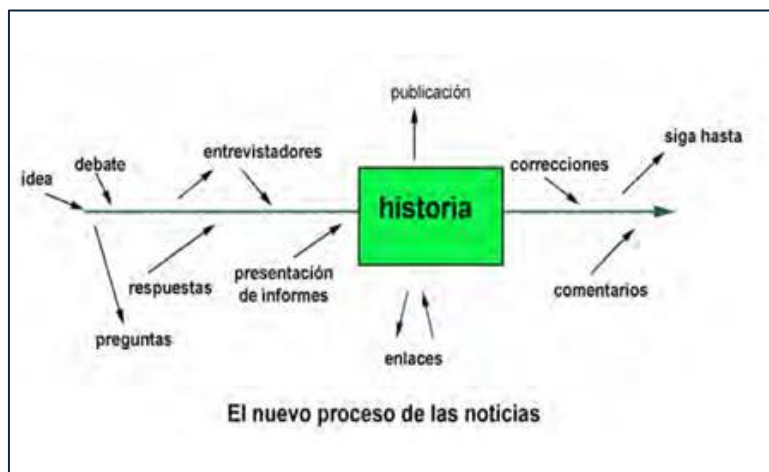 publicación
siga hasta
debate
entrevistadores
correcciones
idea
historia
respuestas
presentación
de informes
comentarios
preguntas
enlaces
El nuevo proceso de las noticias